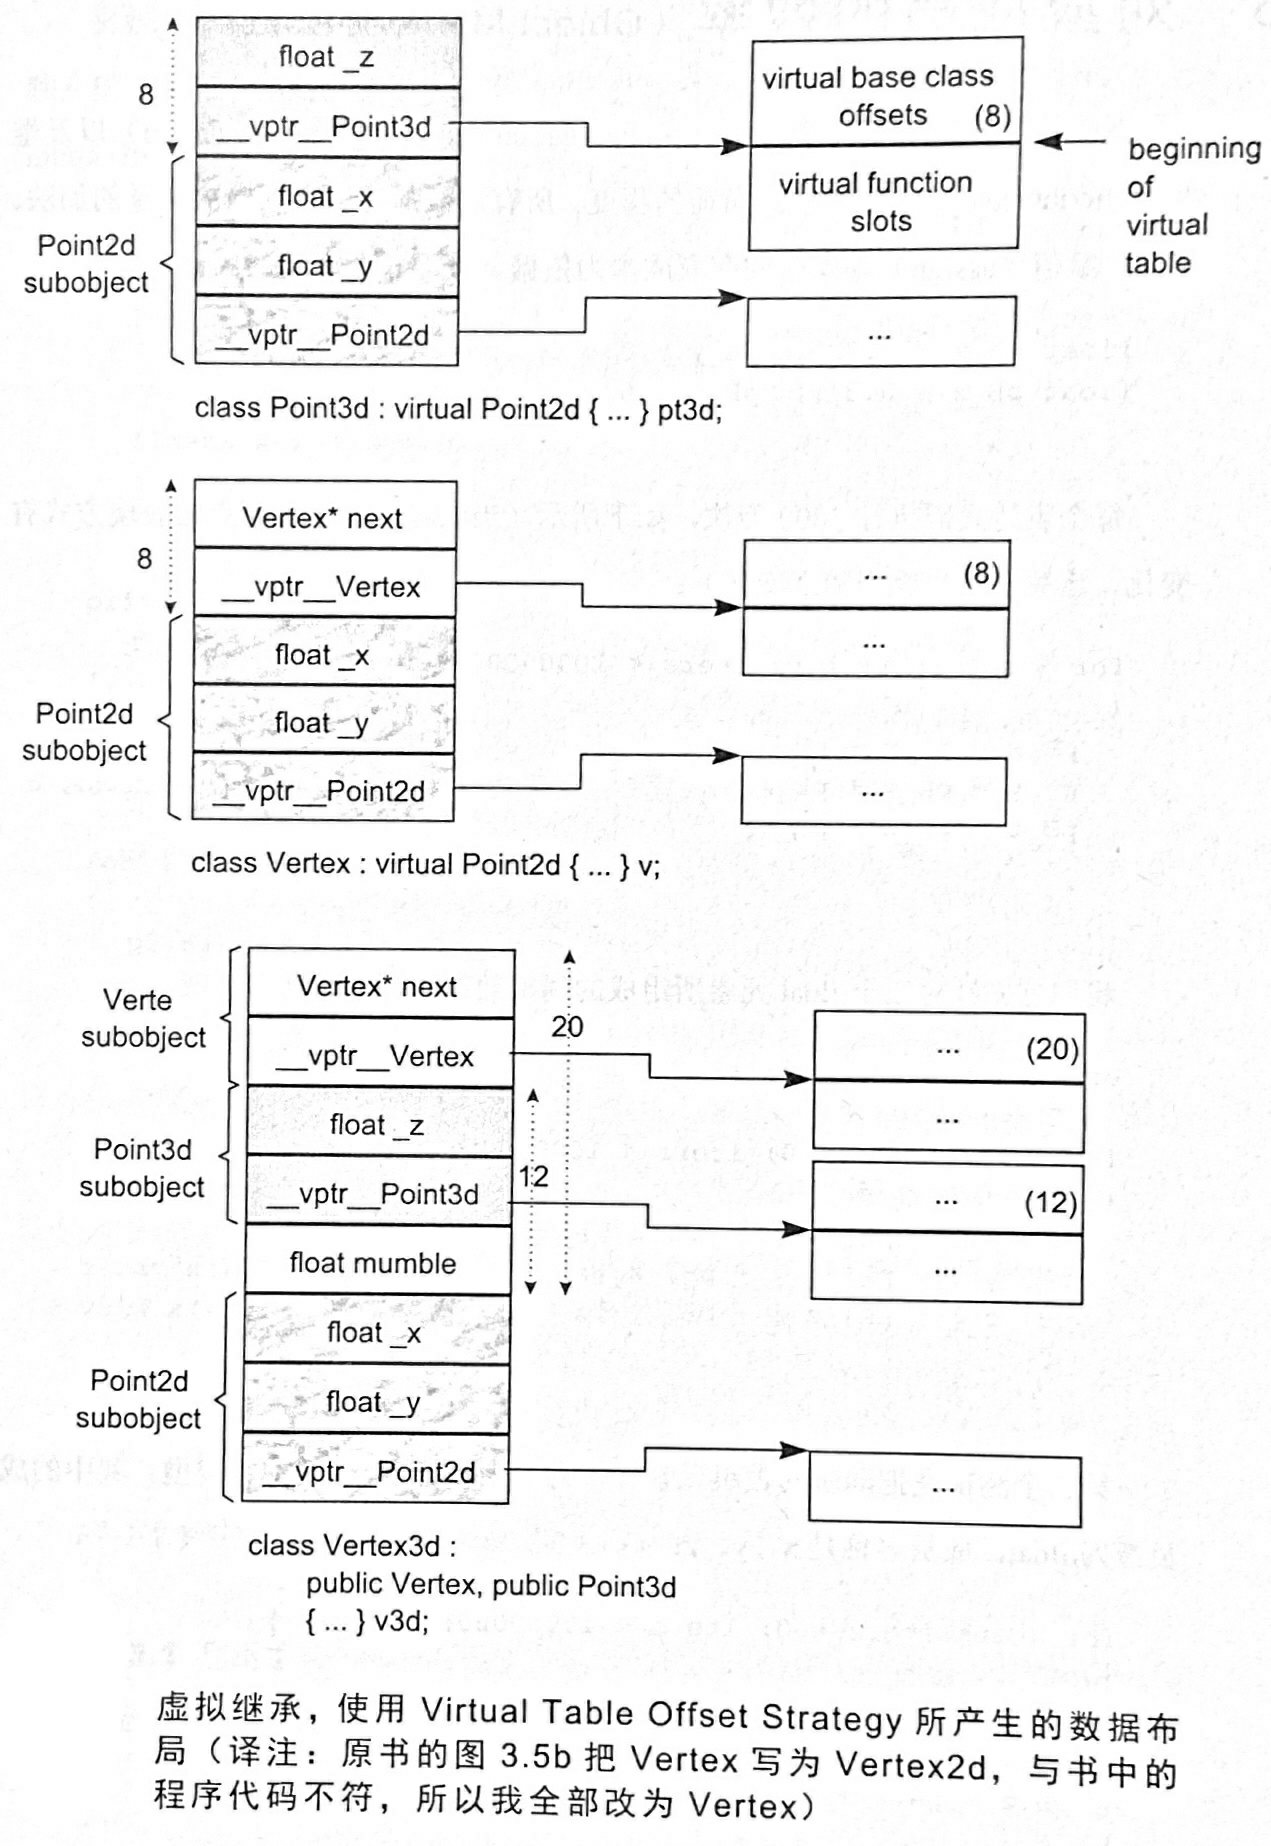 float _z
8
__vptr__Point3d
float _x
Point2d
subobject
float _y
__vptr__Point2d
virtual base class
offsets (8)
virtual function
slots
beginning
of
virtual
table
...
class Point3d : virtual Point2d { ... } pt3d;
Vertex* next
8
__vptr__Vertex
float _x
Point2d
subobject
float _y
__vptr__Point2d
... (8)
...
...
class Vertex : virtual Point2d { ... } v;
Verte
subobject
Vertex* next
20
__vptr__Vertex
... (20)
...
Point3d
subobject
float _z
12
__vptr__Point3d
... (12)
...
float mumble
Point2d
subobject
float _x
float _y
__vptr__Point2d
...
class Vertex3d :
public Vertex, public Point3d
{ ... } v3d;
虚拟继承，使用 Virtual Table Offset Strategy 所产生的数据布
局（译注：原书的图 3.5b 把 Vertex 写为 Vertex2d，与书中的
程序代码不符，所以我全部改为 Vertex）